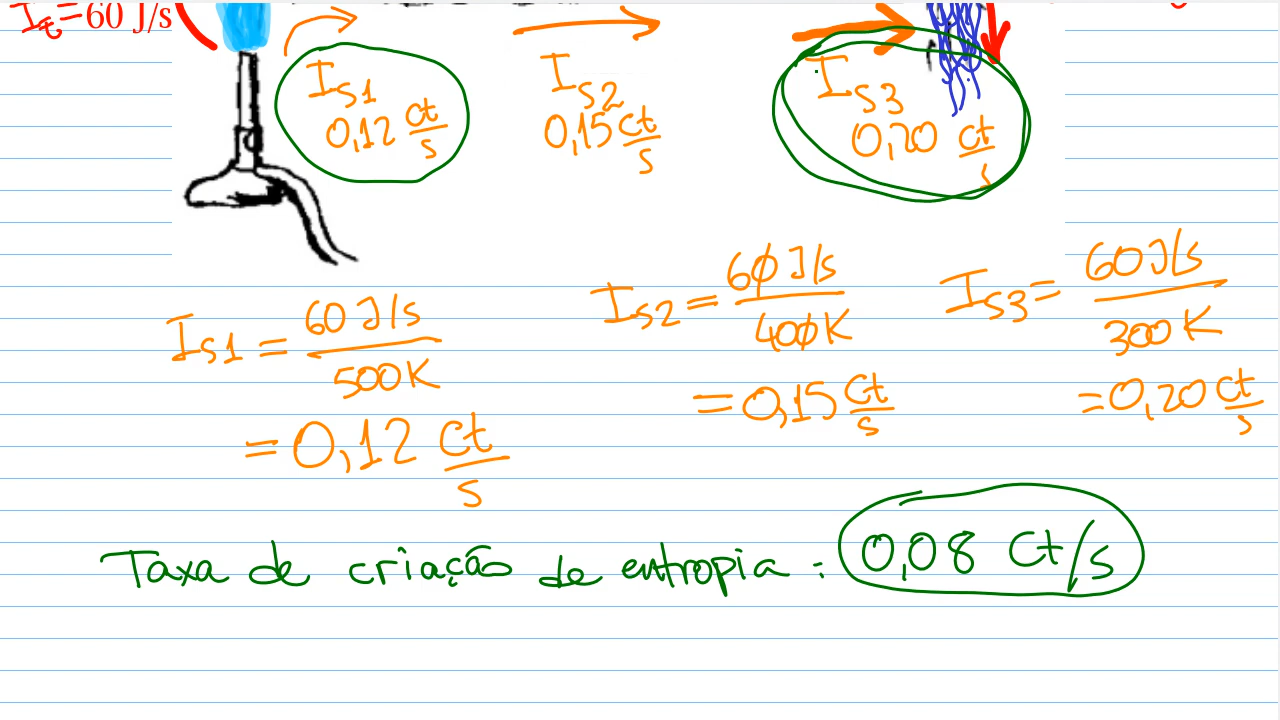 I_t = 60 J/s
I_S1 0,12 Ct/s
I_S2 0,15 Ct/s
I_S3 0,20 Ct/s
I_S1 = 60 J/s / 500 K
= 0,12 Ct/s
I_S2 = 60 J/s / 400 K
= 0,15 Ct/s
I_S3 = 60 J/s / 300 K
= 0,20 Ct/s
Taxa de criação de entropia : 0,08 Ct/s